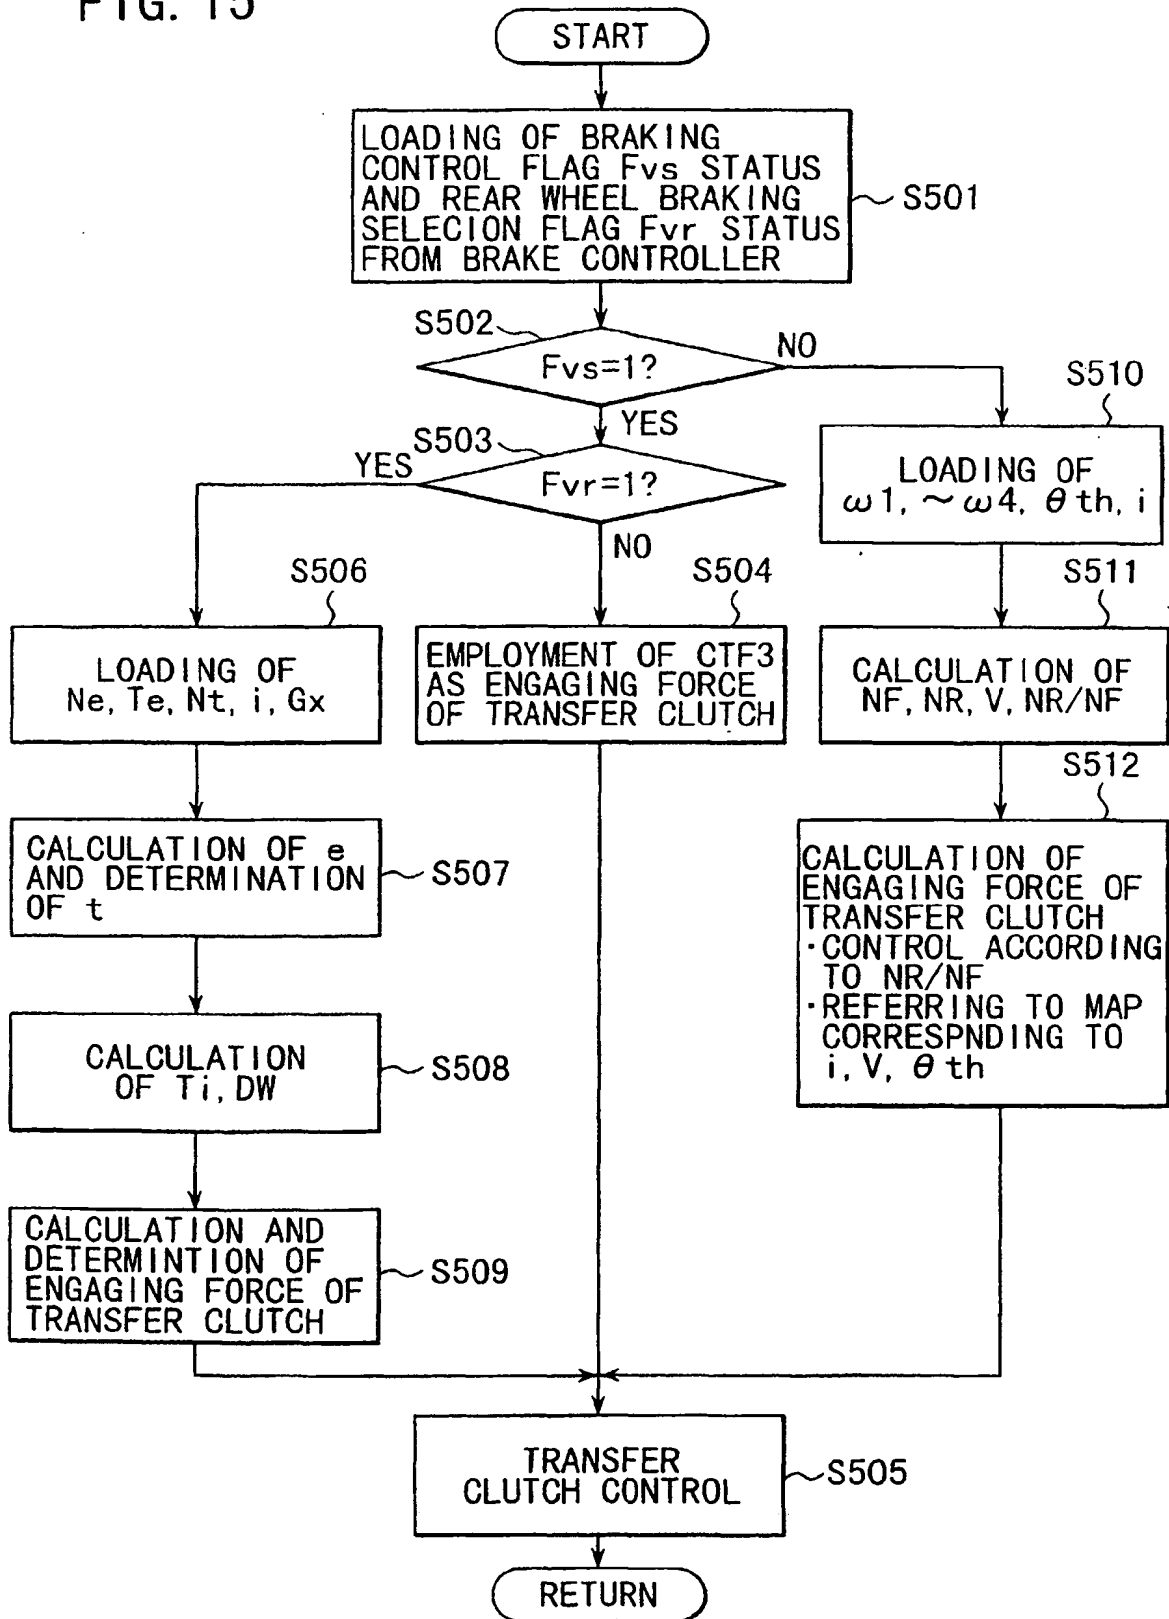 FIG. 15
START
LOADING OF BRAKING
CONTROL FLAG Fvs STATUS
AND REAR WHEEL BRAKING
SELECION FLAG Fvr STATUS
FROM BRAKE CONTROLLER
S501
S502
Fvs=1?
NO
YES
S503
Fvr=1?
YES
NO
S510
LOADING OF
ω1, ~ω4, θth, i
S506
LOADING OF
Ne, Te, Nt, i, Gx
S504
EMPLOYMENT OF CTF3
AS ENGAGING FORCE
OF TRANSFER CLUTCH
S511
CALCULATION OF
NF, NR, V, NR/NF
S507
CALCULATION OF e
AND DETERMINATION
OF t
S512
CALCULATION OF
ENGAGING FORCE OF
TRANSFER CLUTCH
・CONTROL ACCORDING
TO NR/NF
・REFERRING TO MAP
CORRESPNDING TO
i, V, θth
S508
CALCULATION
OF Ti, DW
S509
CALCULATION AND
DETERMINTION OF
ENGAGING FORCE OF
TRANSFER CLUTCH
TRANSFER
CLUTCH CONTROL
S505
RETURN